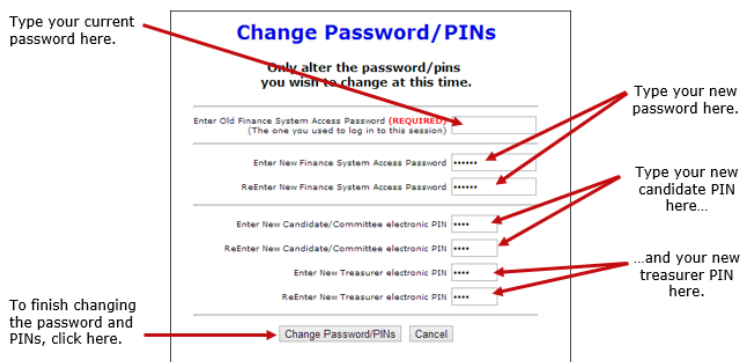 Type your current
password here.
Change Password/PINs
Only alter the password/pins
you wish to change at this time.
Type your new
password here.
Enter Old Finance System Access Password (REQUIRED)
(The one you used to log in to this session)
Enter New Finance System Access Password ••••••
ReEnter New Finance System Access Password ••••••
Type your new
candidate PIN
here…
Enter New Candidate/Committee electronic PIN ••••
ReEnter New Candidate/Committee electronic PIN ••••
Enter New Treasurer electronic PIN ••••
ReEnter New Treasurer electronic PIN ••••
…and your new
treasurer PIN
here.
To finish changing
the password and
PINs, click here.
Change Password/PINs Cancel